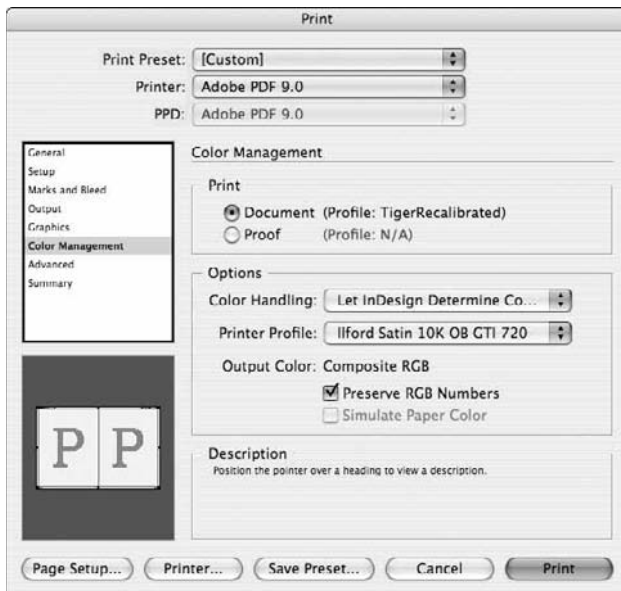 Print
Print Preset: [Custom]
Printer: Adobe PDF 9.0
PPD: Adobe PDF 9.0
General
Setup
Marks and Bleed
Output
Graphics
Color Management
Advanced
Summary
Color Management
Print
Document (Profile: TigerRecalibrated)
Proof (Profile: N/A)
Options
Color Handling: Let InDesign Determine Co...
Printer Profile: Ilford Satin 10K OB GTI 720
Output Color: Composite RGB
Preserve RGB Numbers
Simulate Paper Color
P P
Description
Position the pointer over a heading to view a description.
Page Setup... Printer... Save Preset... Cancel Print